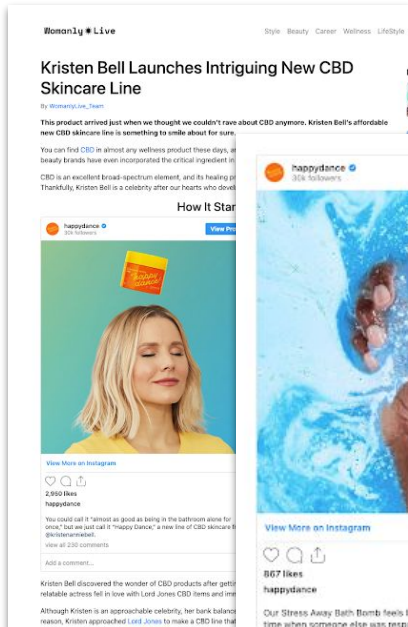 Womanly Live
Style Beauty Career Wellness LifeStyle
Kristen Bell Launches Intriguing New CBD
Skincare Line
By WomanlyLive_Team
This product arrived just when we thought we couldn't rave about CBD anymore. Kristen Bell's affordable
new CBD skincare line is something to smile about for sure.
You can find CBD in almost any wellness product these days,
beauty brands have even incorporated the critical ingredient in
CBD is an excellent broad-spectrum element, and its healing
Thankfully, Kristen Bell is a celebrity after our hearts who
How It
happydance
30k followers
View
happy
dance
View More on Instagram
2,950 likes
happydance
You could call it "almost as good as being in the bathroom alone for
once," but we just call it "Happy Dance," a new line of CBD skincare
@kristenanniebell.
view all 230 comments
Add a comment...
Kristen Bell discovered the wonder of CBD products after
relatable actress fell in love with Lord Jones CBD items and
Although Kristen is an approachable celebrity, her bank
reason, Kristen approached Lord Jones to make a CBD line
happydance
30k followers
View More on Instagram
867 likes
happydance
Our Stress Away Bath Bomb feels
time when someone else was